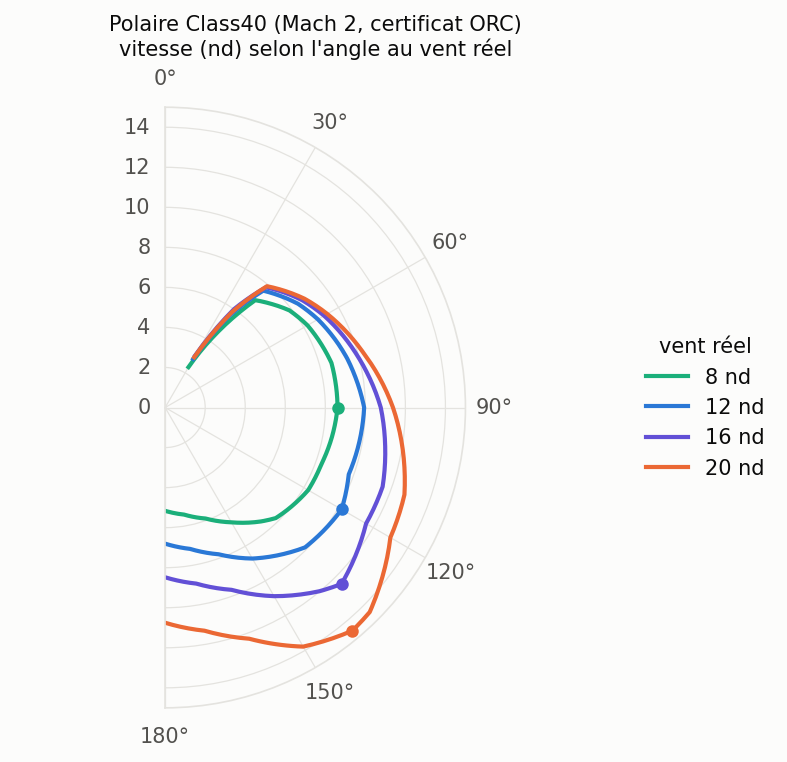 Polaire Class40 (Mach 2, certificat ORC)
vitesse (nd) selon l'angle au vent réel
0°
30°
60°
90°
120°
150°
180°
14
12
10
8
6
4
2
0
vent réel
8 nd
12 nd
16 nd
20 nd